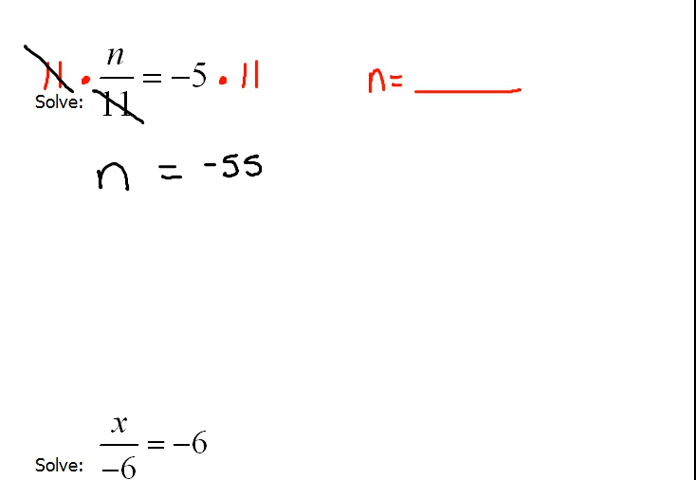 11 · n/11 = -5 · 11
n = ______
Solve:
n = -55
x/-6 = -6
Solve: